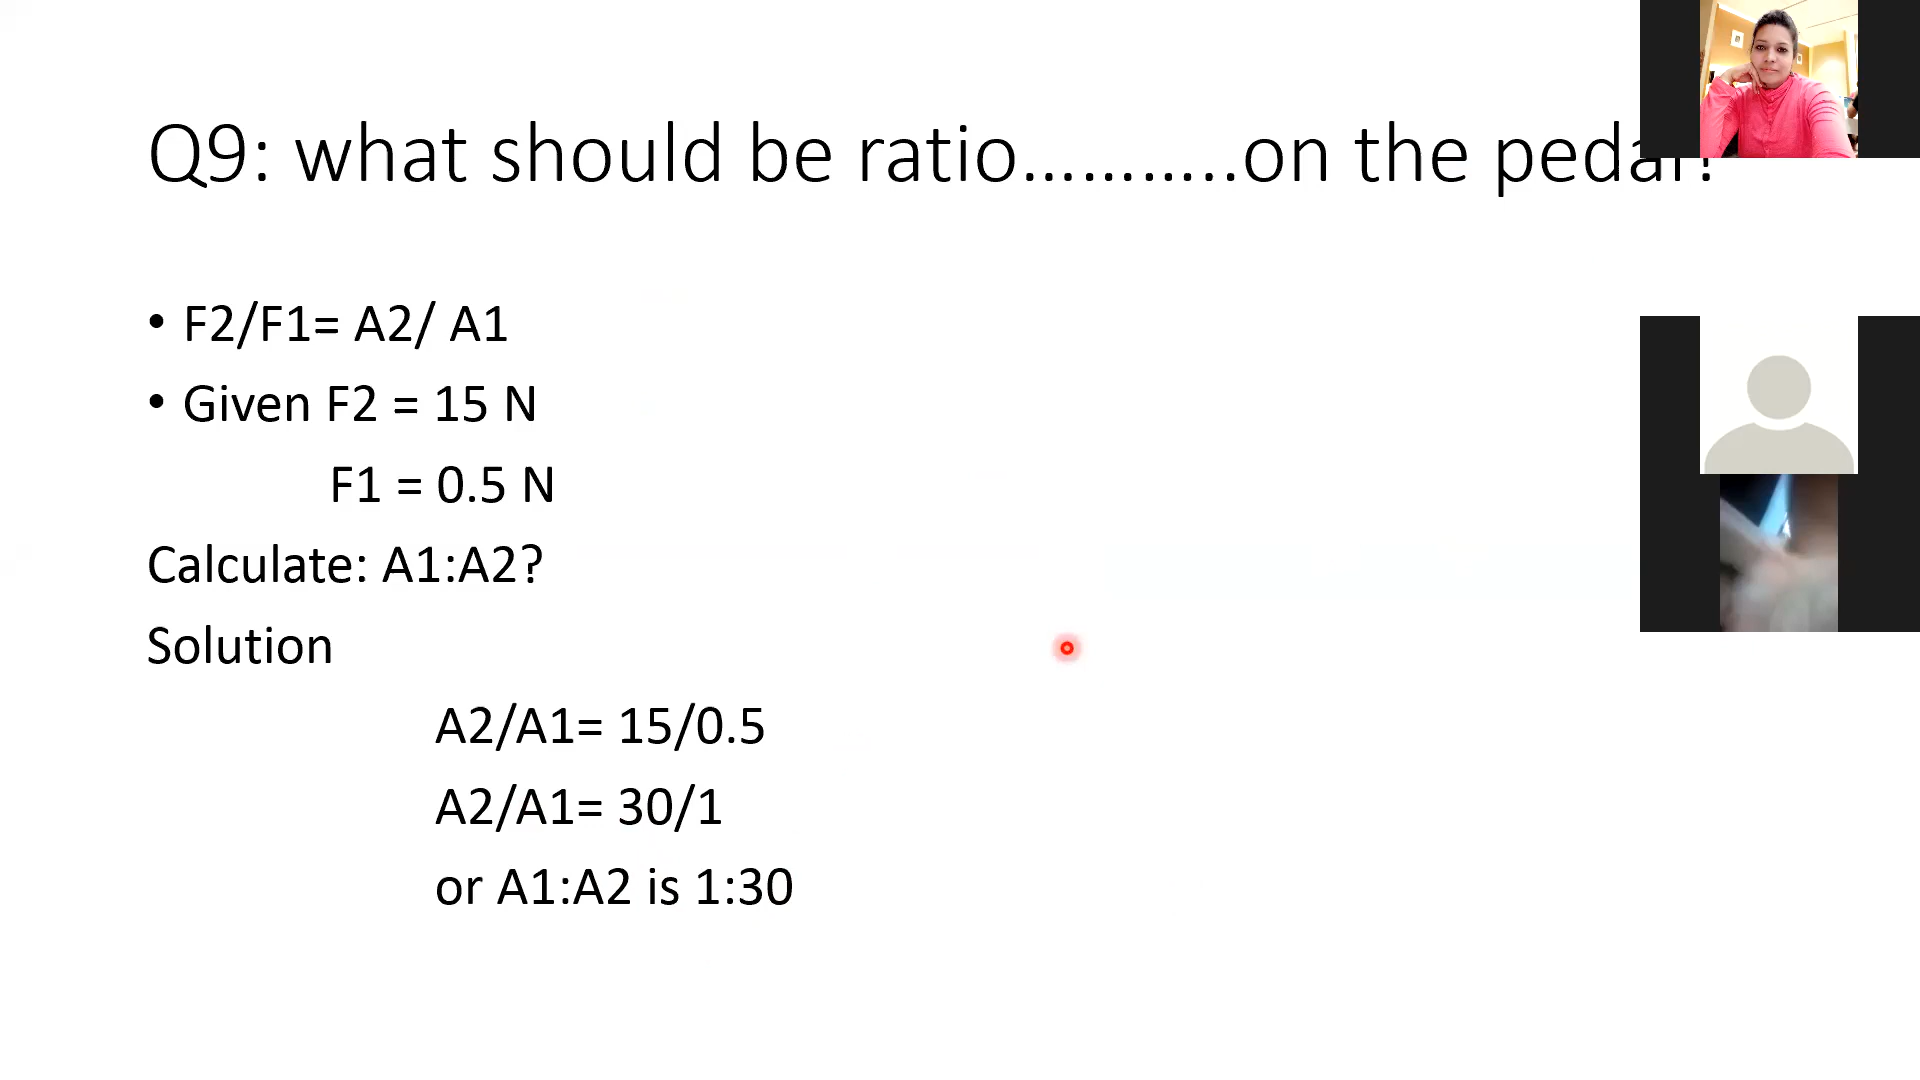 Q9: what should be ratio………..on the pedal?
• F2/F1= A2/ A1
• Given F2 = 15 N
F1 = 0.5 N
Calculate: A1:A2?
Solution
A2/A1= 15/0.5
A2/A1= 30/1
or A1:A2 is 1:30